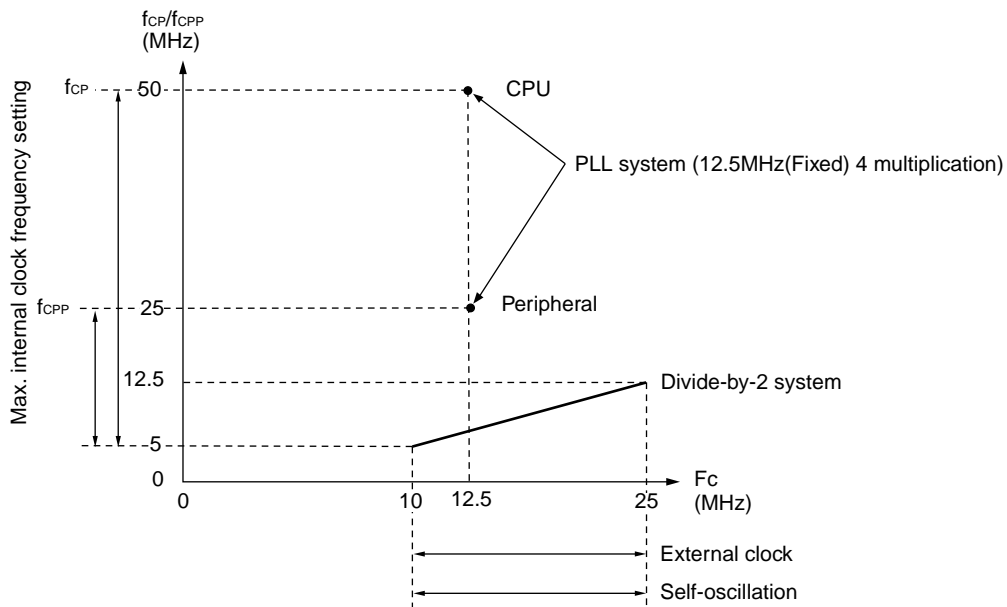 fCP/fCPP
(MHz)
Max. internal clock frequency setting
fCP
50
CPU
PLL system (12.5MHz(Fixed) 4 multiplication)
fCPP
25
Peripheral
12.5
Divide-by-2 system
5
0
Fc
(MHz)
0
10
12.5
25
External clock
Self-oscillation